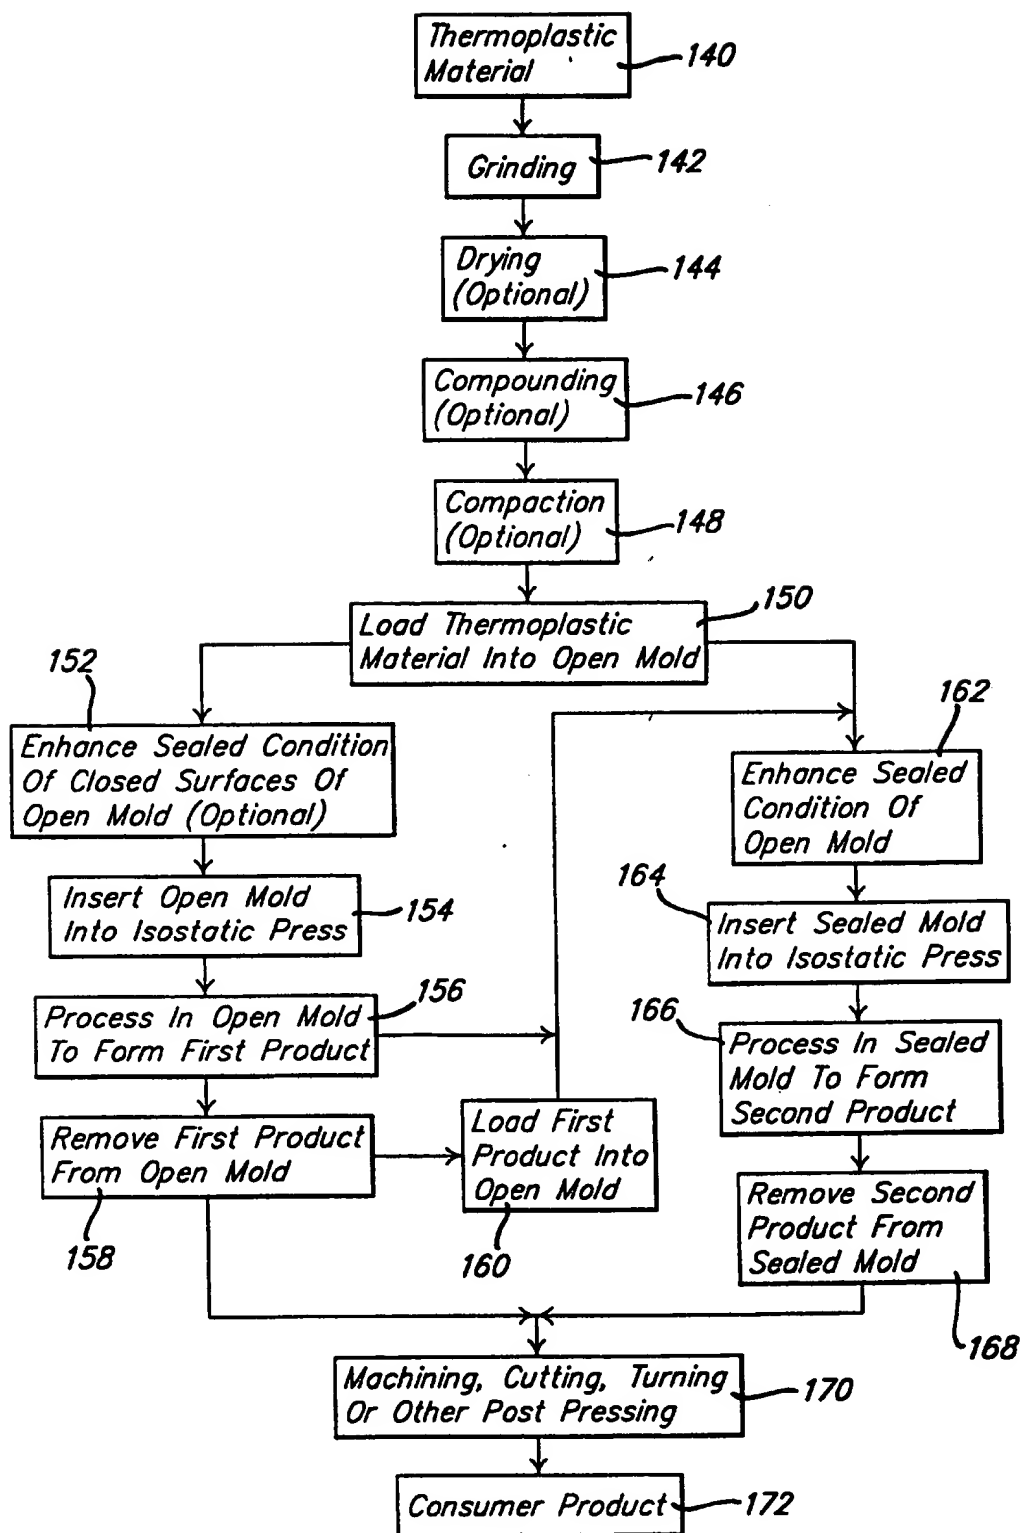 Thermoplastic
Material
140
Grinding
142
Drying
(Optional)
144
Compounding
(Optional)
146
Compaction
(Optional)
148
Load Thermoplastic
Material Into Open Mold
150
152
Enhance Sealed Condition
Of Closed Surfaces Of
Open Mold (Optional)
Insert Open Mold
Into Isostatic Press
154
Process In Open Mold
To Form First Product
156
Remove First Product
From Open Mold
158
Load First
Product Into
Open Mold
160
162
Enhance Sealed
Condition Of
Open Mold
164
Insert Sealed Mold
Into Isostatic Press
166
Process In Sealed
Mold To Form
Second Product
Remove Second
Product From
Sealed Mold
168
Machining, Cutting, Turning
Or Other Post Pressing
170
Consumer Product
172